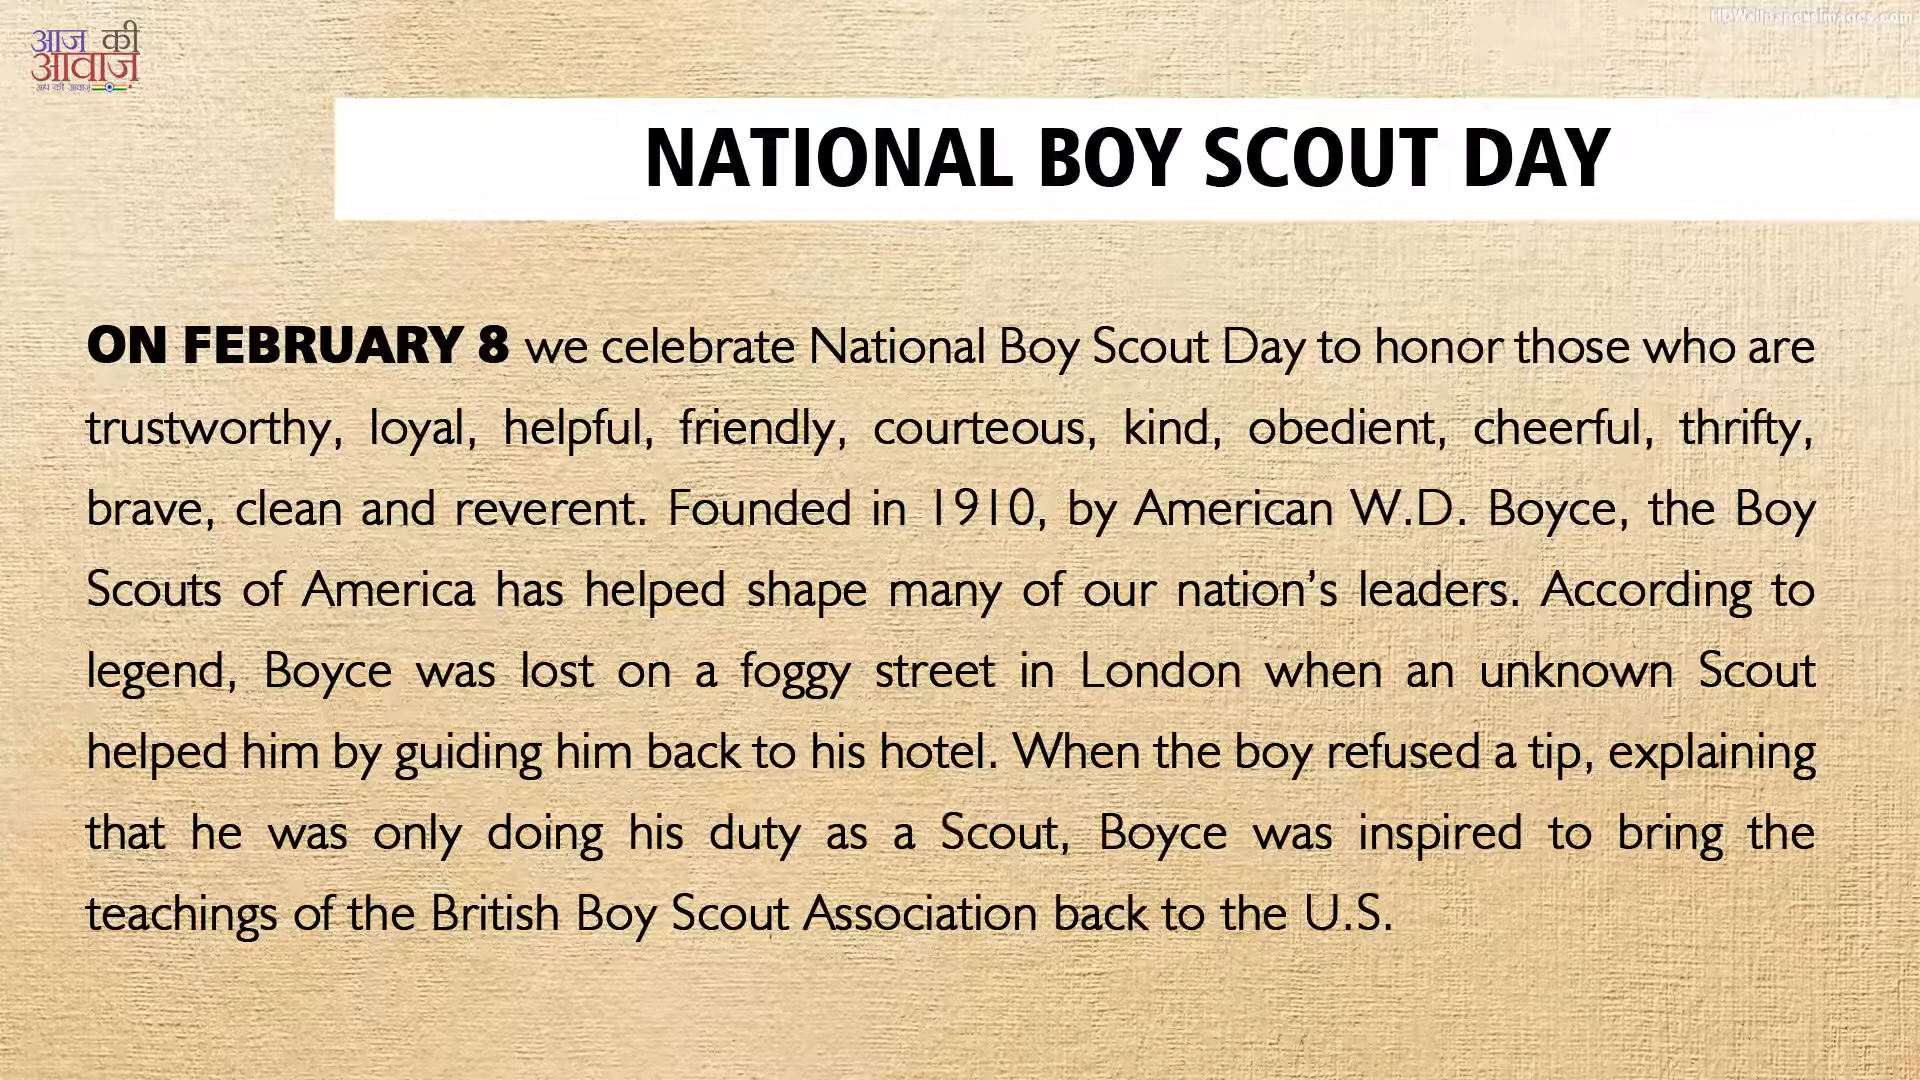 HDWallpapersImages.com
आज की
आवाज
आप की आवाज
NATIONAL BOY SCOUT DAY
ON FEBRUARY 8 we celebrate National Boy Scout Day to honor those who are
trustworthy, loyal, helpful, friendly, courteous, kind, obedient, cheerful, thrifty,
brave, clean and reverent. Founded in 1910, by American W.D. Boyce, the Boy
Scouts of America has helped shape many of our nation’s leaders. According to
legend, Boyce was lost on a foggy street in London when an unknown Scout
helped him by guiding him back to his hotel. When the boy refused a tip, explaining
that he was only doing his duty as a Scout, Boyce was inspired to bring the
teachings of the British Boy Scout Association back to the U.S.